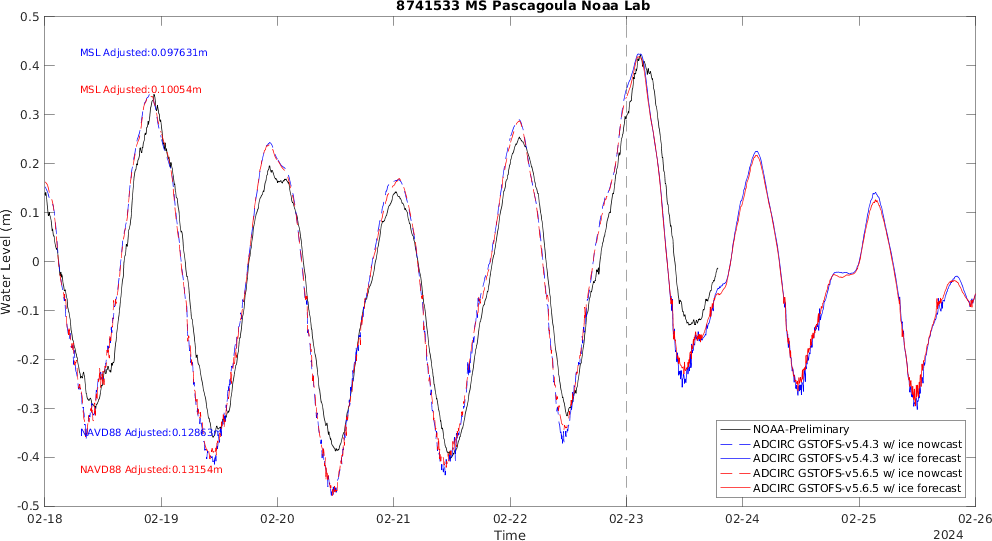 8741533 MS Pascagoula Noaa Lab
0.5
0.4
0.3
0.2
0.1
0
-0.1
-0.2
-0.3
-0.4
-0.5
Water Level (m)
MSL Adjusted:0.097631m
MSL Adjusted:0.10054m
NAVD88 Adjusted:0.12863m
NAVD88 Adjusted:0.13154m
NOAA-Preliminary
ADCIRC GSTOFS-v5.4.3 w/ ice nowcast
ADCIRC GSTOFS-v5.4.3 w/ ice forecast
ADCIRC GSTOFS-v5.6.5 w/ ice nowcast
ADCIRC GSTOFS-v5.6.5 w/ ice forecast
02-18 02-19 02-20 02-21 02-22 02-23 02-24 02-25 02-26
Time
2024